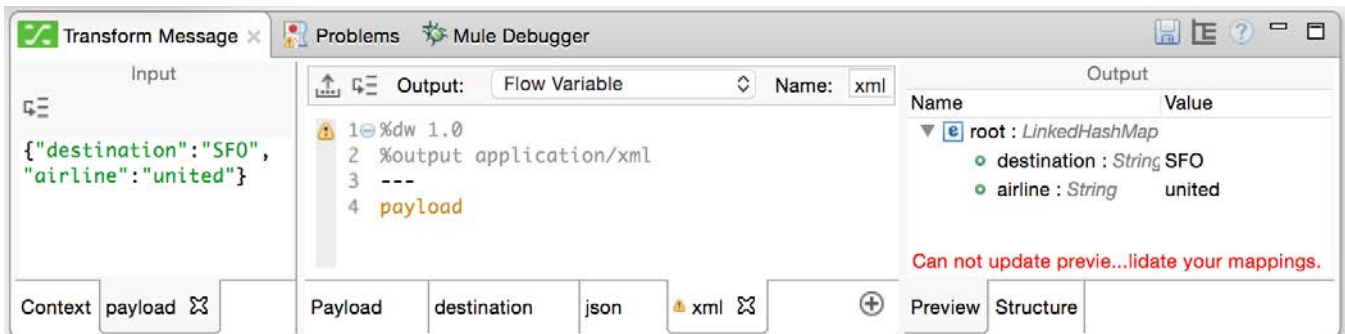 Transform Message Problems Mule Debugger
Input
{"destination":"SFO",
"airline":"united"}
Context payload
Output: Flow Variable Name: xml
1 %dw 1.0
2 %output application/xml
3 ---
4 payload
Payload destination json xml
Output
Name Value
e root : LinkedHashMap
destination : String SFO
airline : String united
Can not update previe...lidate your mappings.
Preview Structure